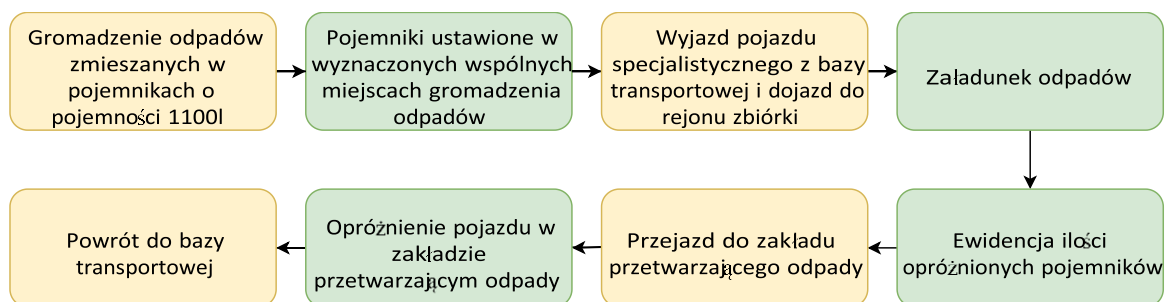 Gromadzenie odpadów
zmieszanych w
pojemnikach o
pojemności 1100l
Pojemniki ustawione w
wyznaczonych wspólnych
miejscach gromadzenia
odpadów
Wyjazd pojazdu
specjalistycznego z bazy
transportowej i dojazd do
rejonu zbiórki
Załadunek odpadów
Ewidencja ilości
opróżnionych pojemników
Przejazd do zakładu
przetwarzającego odpady
Opróżnienie pojazdu w
zakładzie
przetwarzającym odpady
Powrót do bazy
transportowej